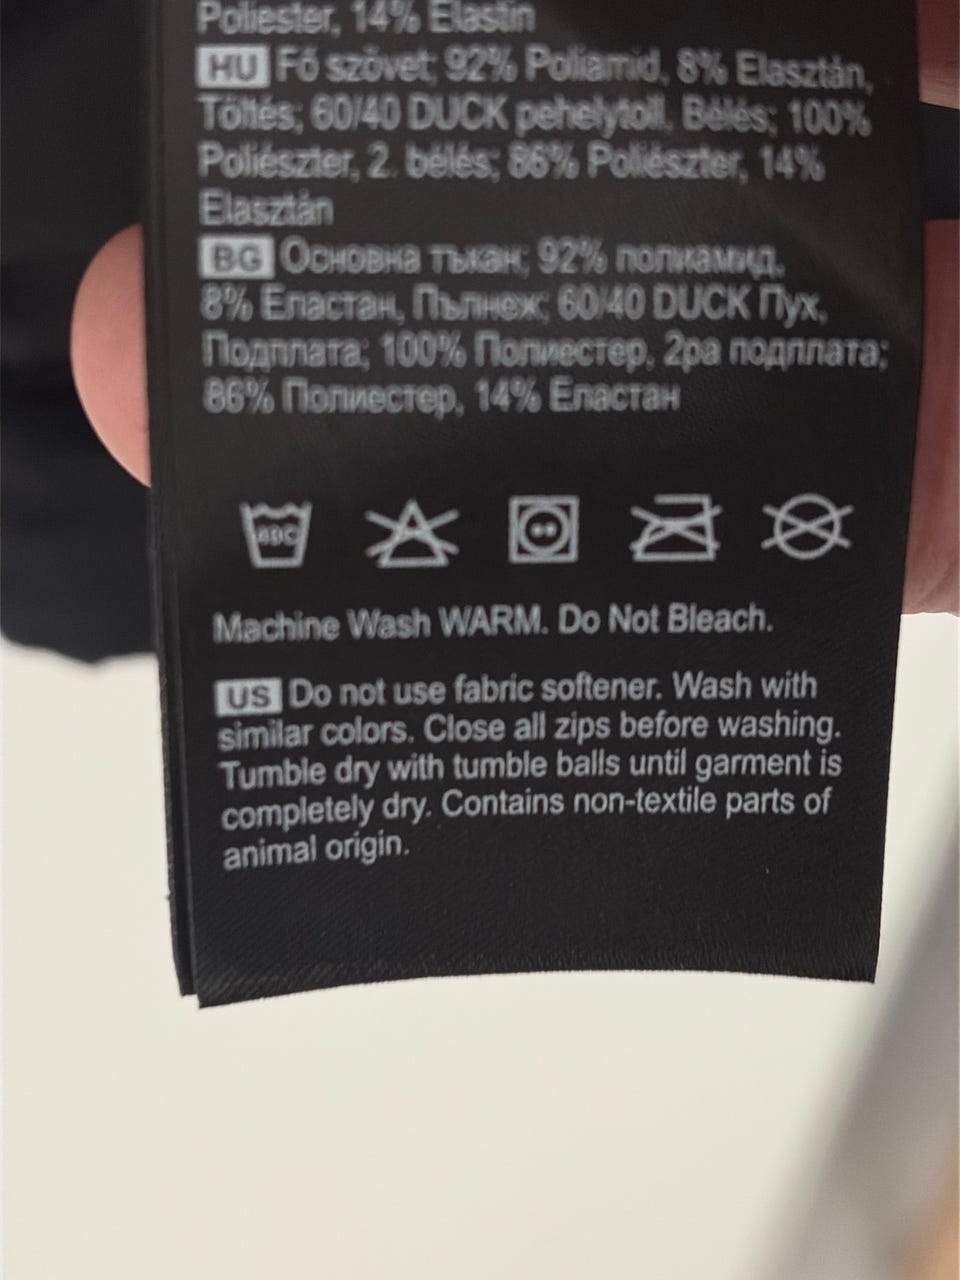 Poliester, 14% Elastin
HU Fő szövet; 92% Poliamid, 8% Elasztán,
Töltés; 60/40 DUCK pehelytoll, Bélés; 100%
Poliészter, 2. bélés; 86% Poliészter, 14%
Elasztán
BG Основна тъкан; 92% полиамид,
8% Еластан, Пълнеж; 60/40 DUCK Пух,
Подплата; 100% Полиестер, 2ра подплата;
86% Полиестер, 14% Еластан
Machine Wash WARM. Do Not Bleach.
US Do not use fabric softener. Wash with
similar colors. Close all zips before washing.
Tumble dry with tumble balls until garment is
completely dry. Contains non-textile parts of
animal origin.